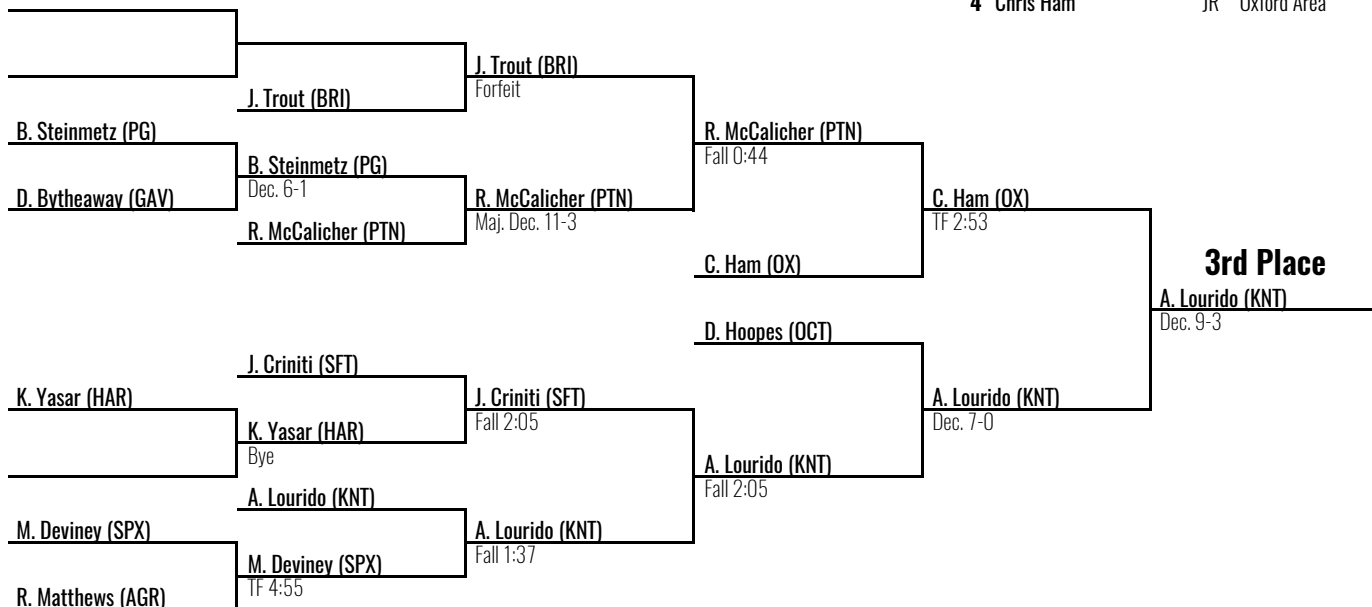 4 Chris Ham JR Oxford Area
J. Trout (BRI)
Forfeit
J. Trout (BRI)
B. Steinmetz (PG)
R. McCalicher (PTN)
Fall 0:44
B. Steinmetz (PG)
Dec. 6-1
D. Bytheaway (GAV)
R. McCalicher (PTN)
Maj. Dec. 11-3
C. Ham (OX)
TF 2:53
R. McCalicher (PTN)
C. Ham (OX)
3rd Place
A. Lourido (KNT)
Dec. 9-3
D. Hoopes (OCT)
J. Criniti (SFT)
K. Yasar (HAR)
J. Criniti (SFT)
Fall 2:05
A. Lourido (KNT)
Dec. 7-0
K. Yasar (HAR)
Bye
A. Lourido (KNT)
Fall 2:05
A. Lourido (KNT)
M. Deviney (SPX)
A. Lourido (KNT)
Fall 1:37
M. Deviney (SPX)
TF 4:55
R. Matthews (AGR)